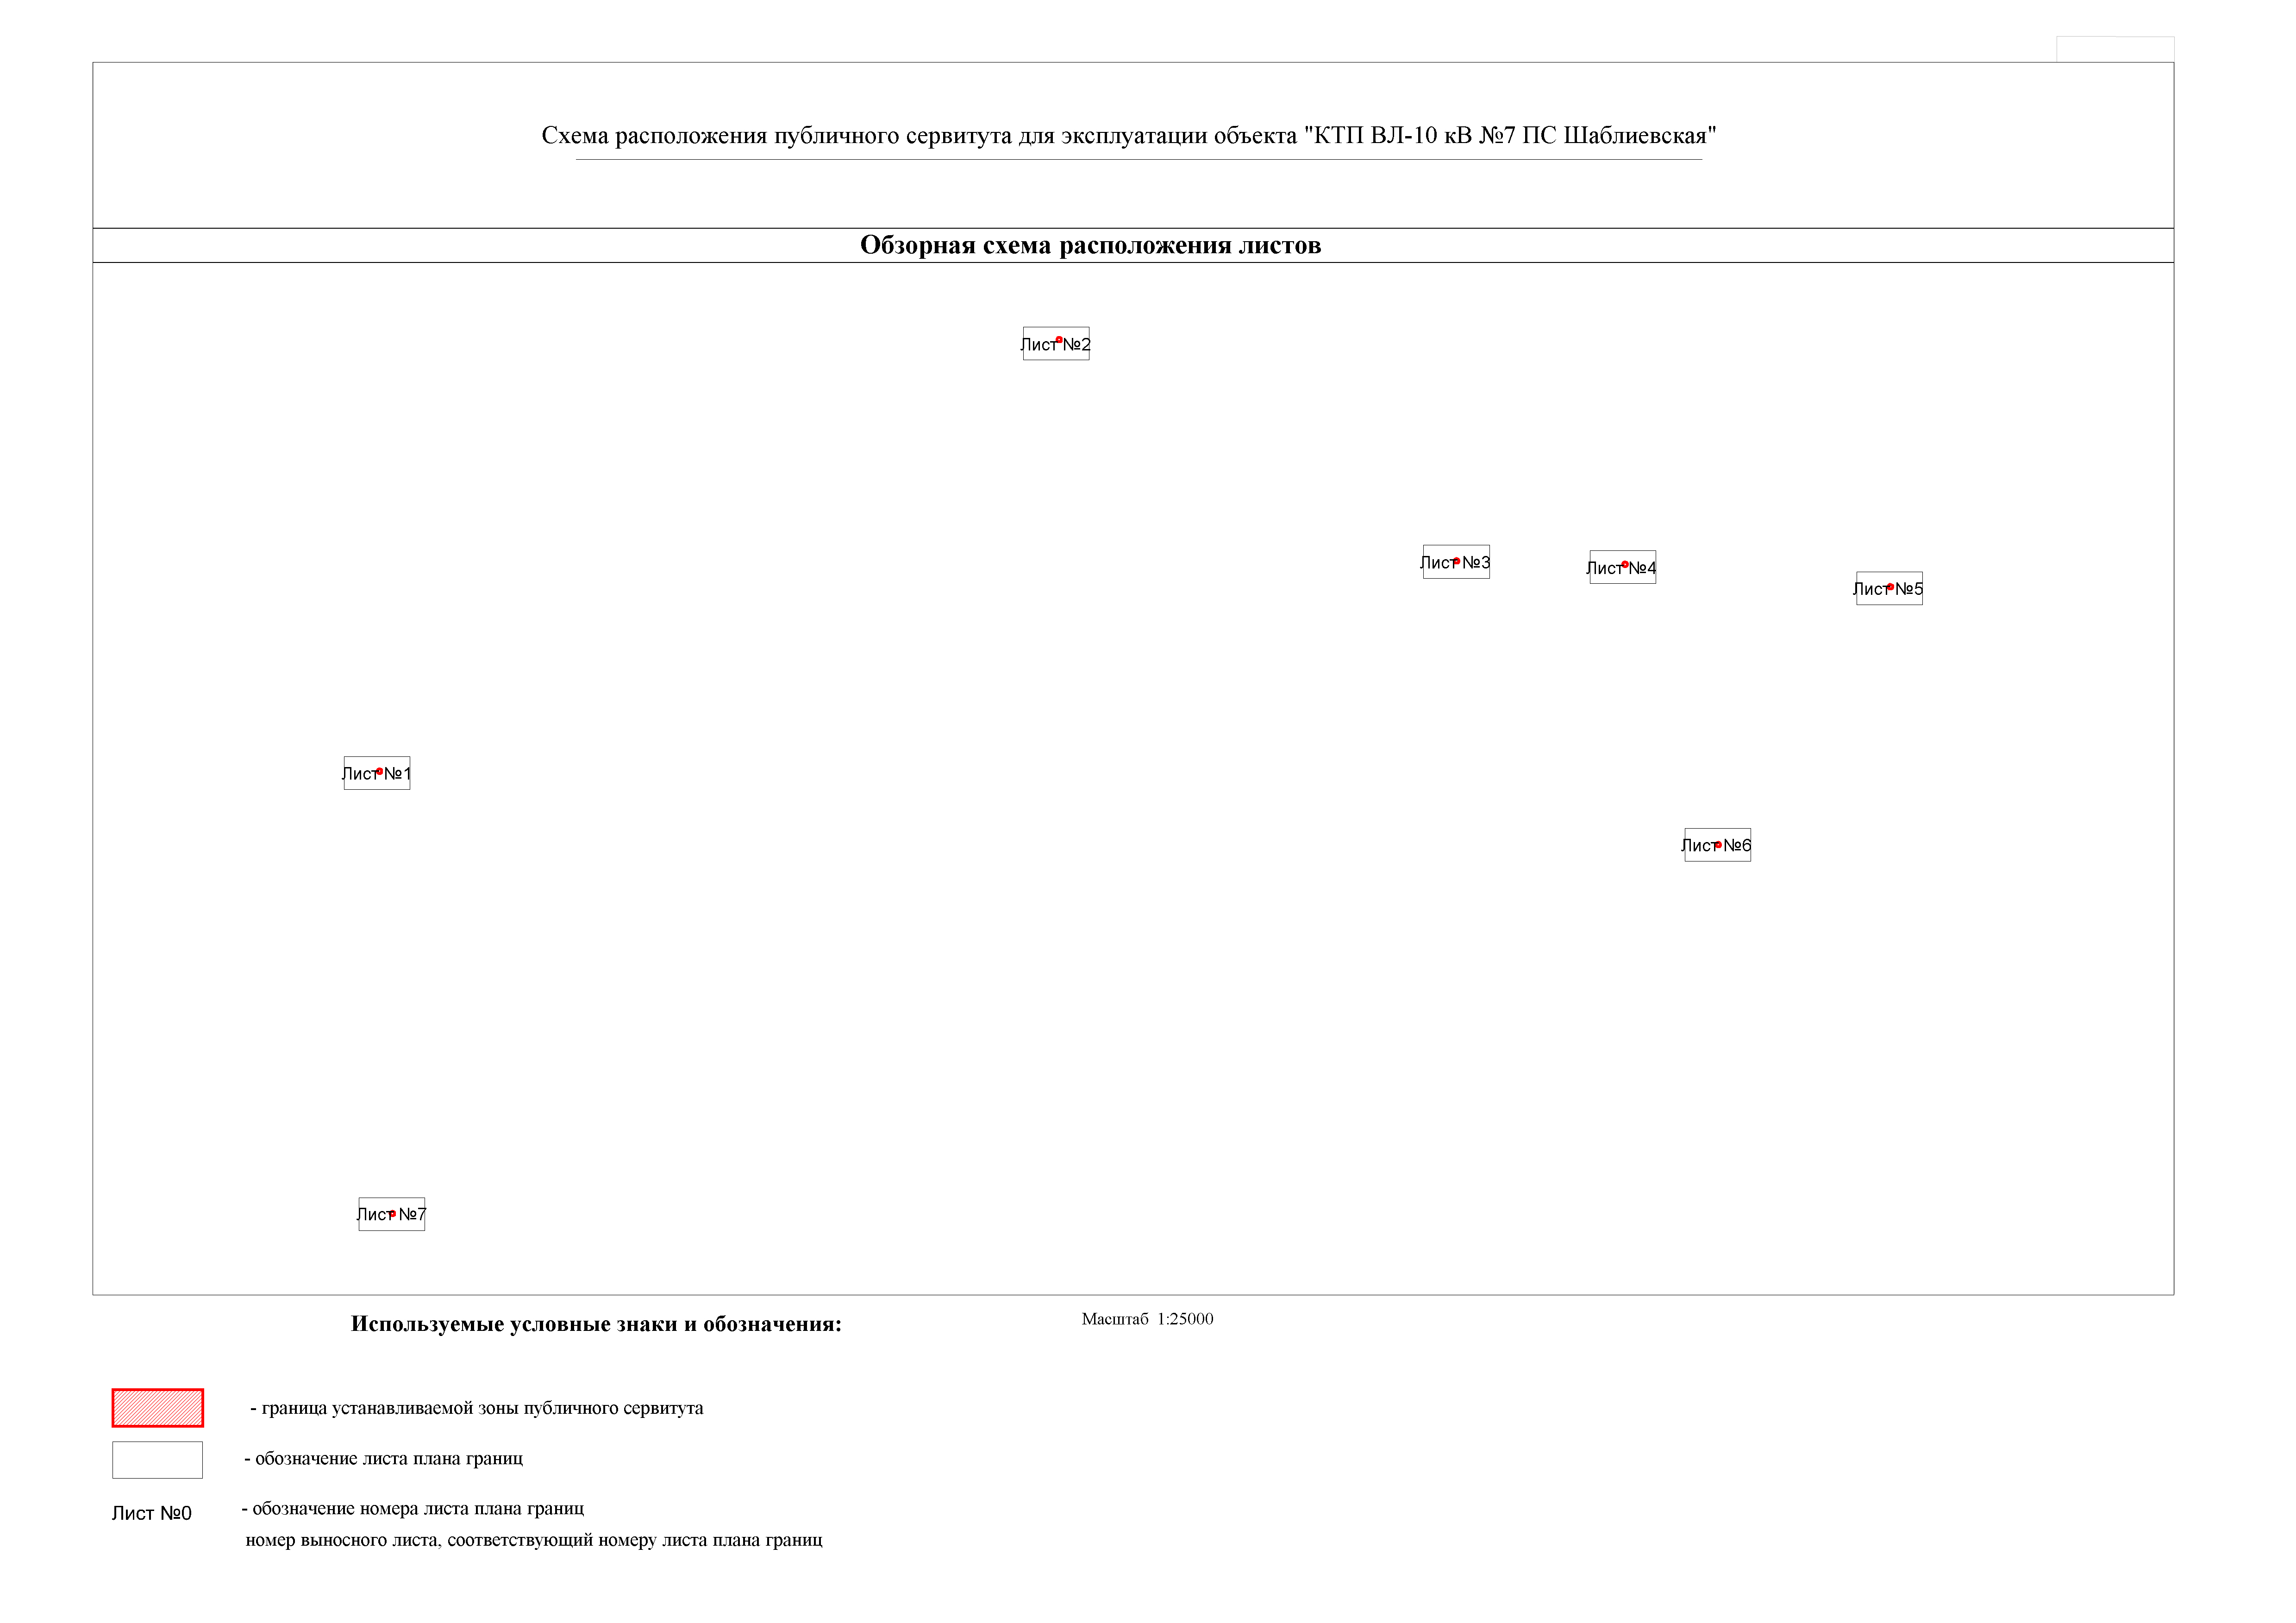 Схема расположения публичного сервитута для эксплуатации объекта "КТП ВЛ-10 кВ №7 ПС Шаблиевская"
Обзорная схема расположения листов
Лист №2
Лист №3
Лист №4
Лист №5
Лист №1
Лист №6
Лист №7
Используемые условные знаки и обозначения:
Масштаб 1:25000
- граница устанавливаемой зоны публичного сервитута
- обозначение листа плана границ
Лист №0 - обозначение номера листа плана границ
номер выносного листа, соответствующий номеру листа плана границ